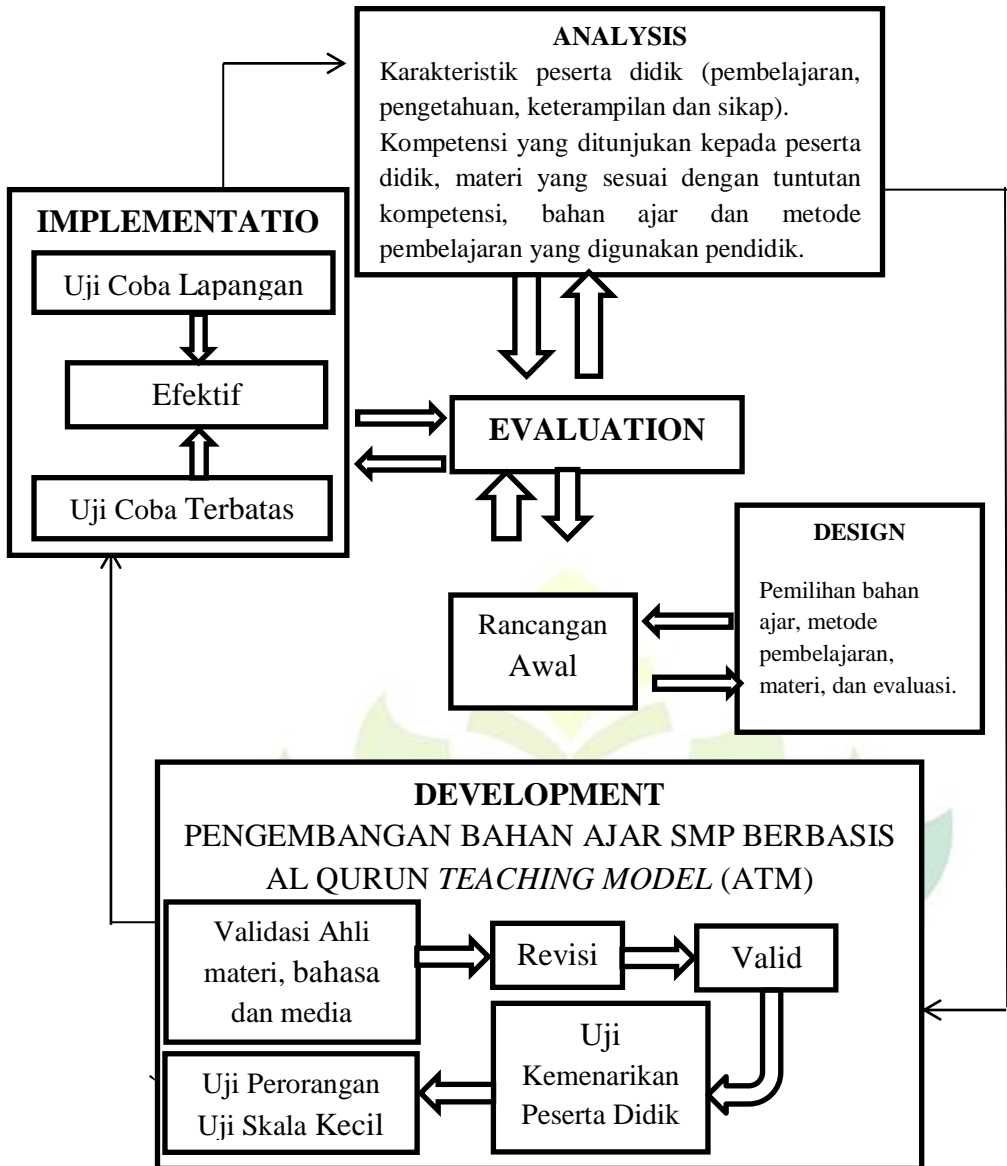 ANALYSIS
Karakteristik peserta didik (pembelajaran,
pengetahuan, keterampilan dan sikap).
Kompetensi yang ditunjukan kepada peserta
didik, materi yang sesuai dengan tuntutan
kompetensi, bahan ajar dan metode
pembelajaran yang digunakan pendidik.
IMPLEMENTATIO
Uji Coba Lapangan
Efektif
Uji Coba Terbatas
EVALUATION
DESIGN
Pemilihan bahan
ajar, metode
pembelajaran,
materi, dan evaluasi.
Rancangan
Awal
DEVELOPMENT
PENGEMBANGAN BAHAN AJAR SMP BERBASIS
AL QURUN TEACHING MODEL (ATM)
Validasi Ahli
materi, bahasa
dan media
Revisi
Valid
Uji
Kemenarikan
Peserta Didik
Uji Perorangan
Uji Skala Kecil